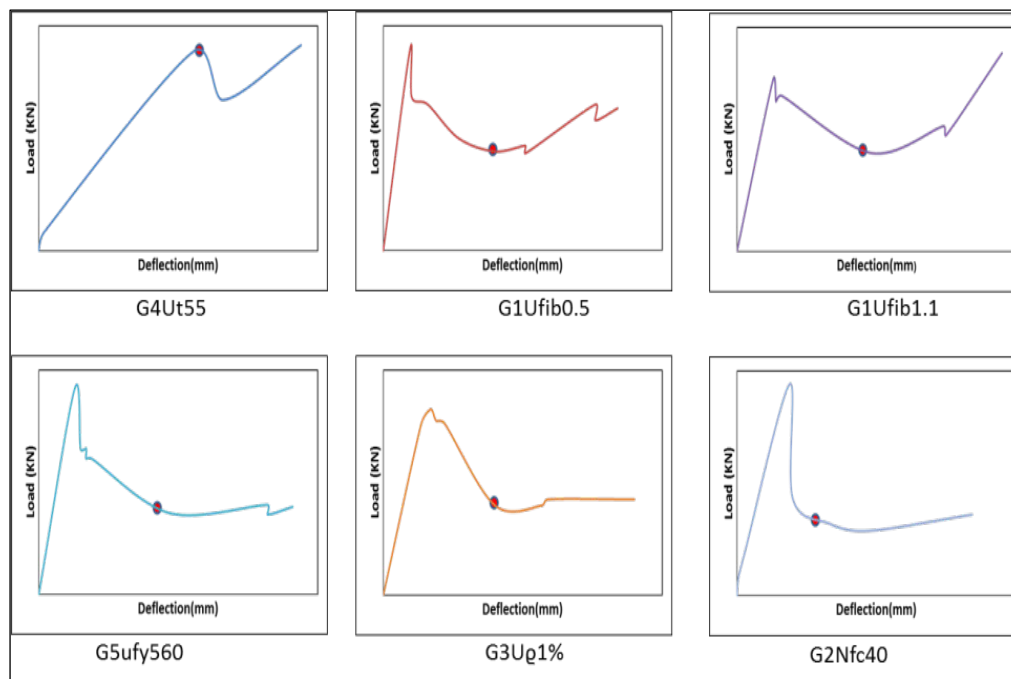 Load (KN)
Deflection(mm)
G4Ut55
Load (KN)
Deflection(mm)
G1Ufib0.5
Load (KN)
Deflection(mm)
G1Ufib1.1
Load (KN)
Deflection(mm)
G5ufy560
Load (KN)
Deflection(mm)
G3Uϱ1%
Load (KN)
Deflection(mm)
G2Nfc40